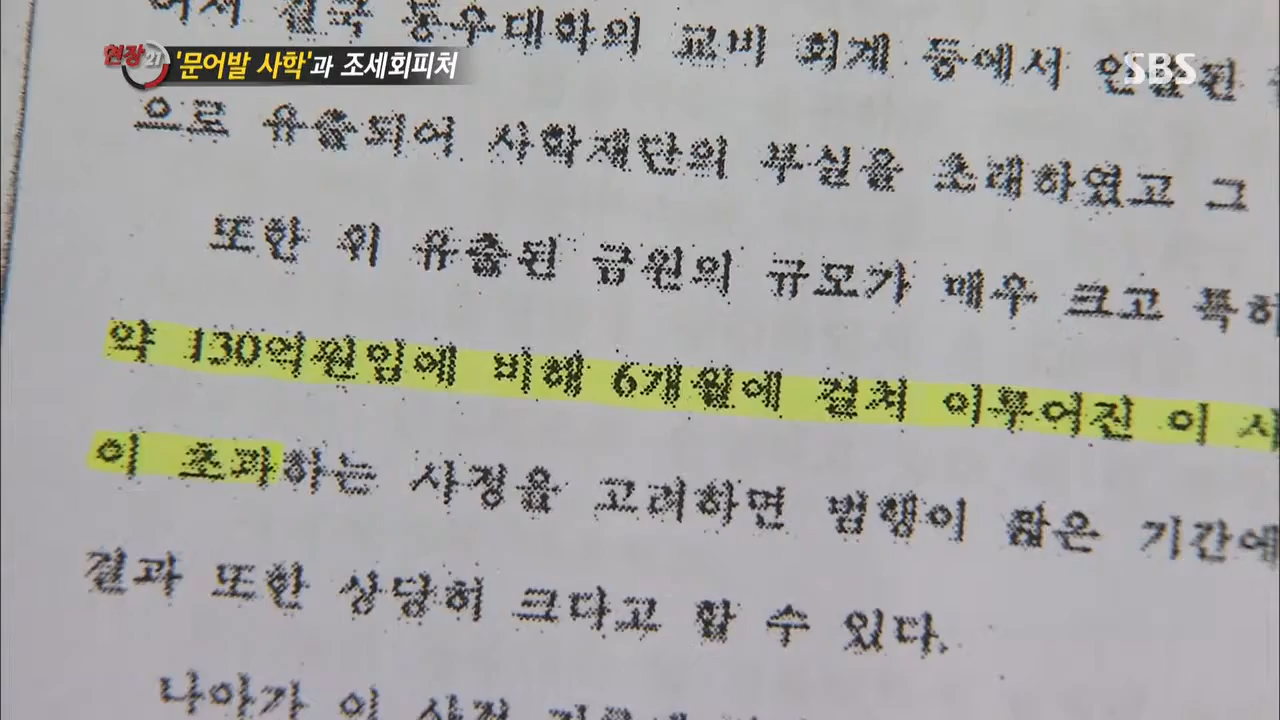 현장21 '문어발 사학'과 조세회피처
SBS
결국 동우대학의 교비 회계 등에서 인출된
으로 유출되어 사학재단의 부실을 초래하였고 그
또한 위 유출된 금원의 규모가 매우 크고 특히
약 130억원임에 비해 6개월에 걸쳐 이루어진 이 사
이 초과하는 사정을 고려하면 범행이 짧은 기간에
결과 또한 상당히 크다고 할 수 있다.
나아가 이 사건